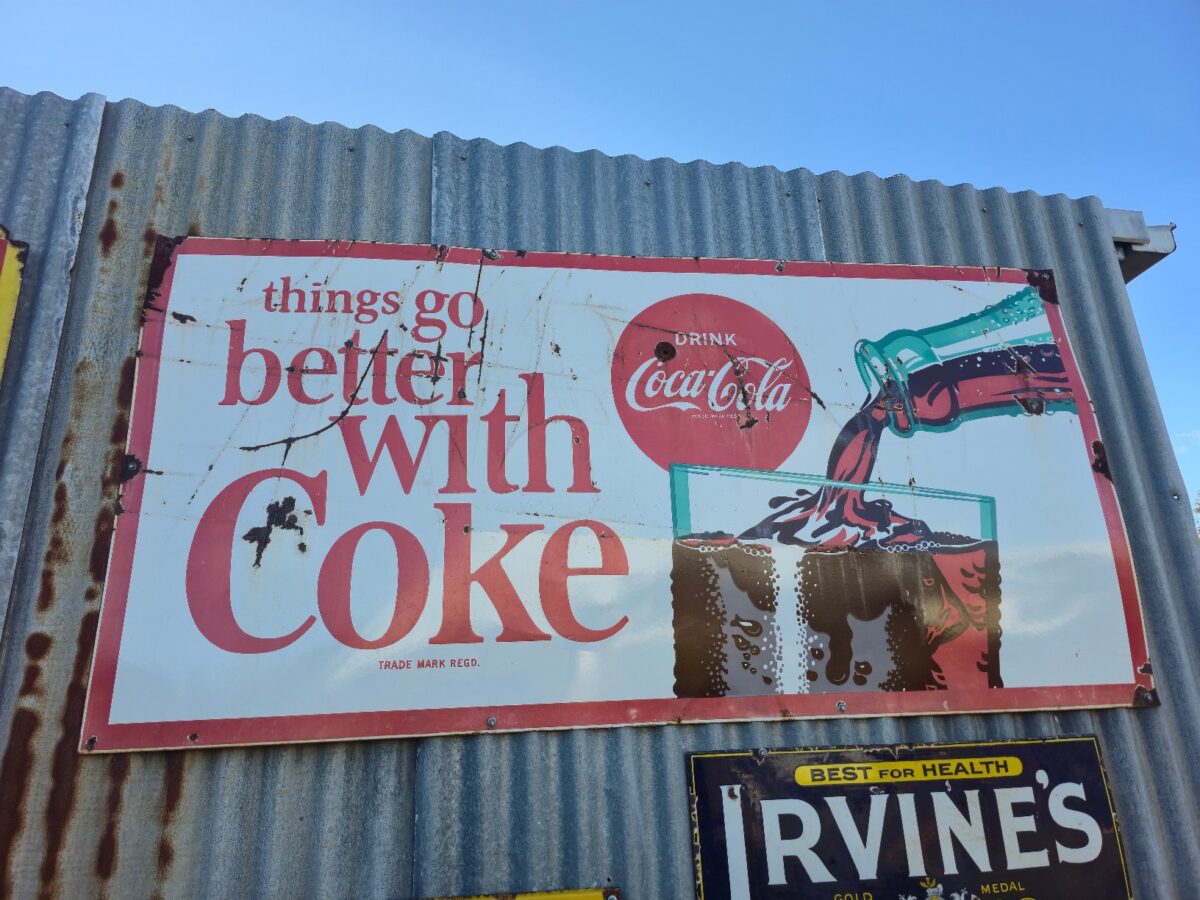 things go
better
with
Coke
TRADE MARK REGD.
DRINK
Coca-Cola
BEST FOR HEALTH
IRVINE'S
GOLD MEDAL